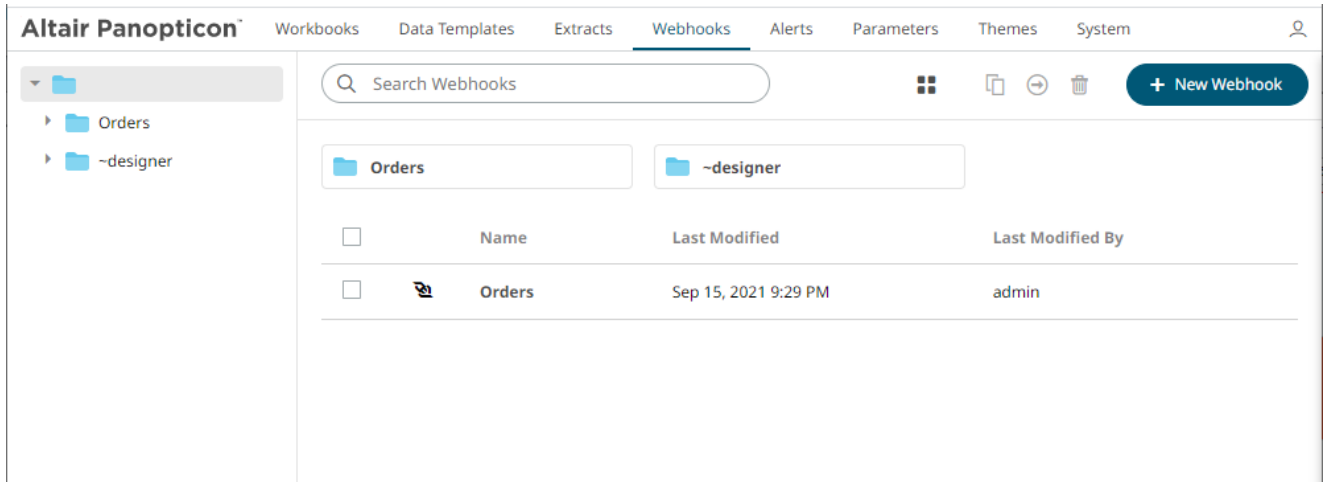 Altair Panopticon™ Workbooks Data Templates Extracts Webhooks Alerts Parameters Themes System
Search Webhooks + New Webhook
Orders
~designer
Orders ~designer
Name Last Modified Last Modified By
Orders Sep 15, 2021 9:29 PM admin